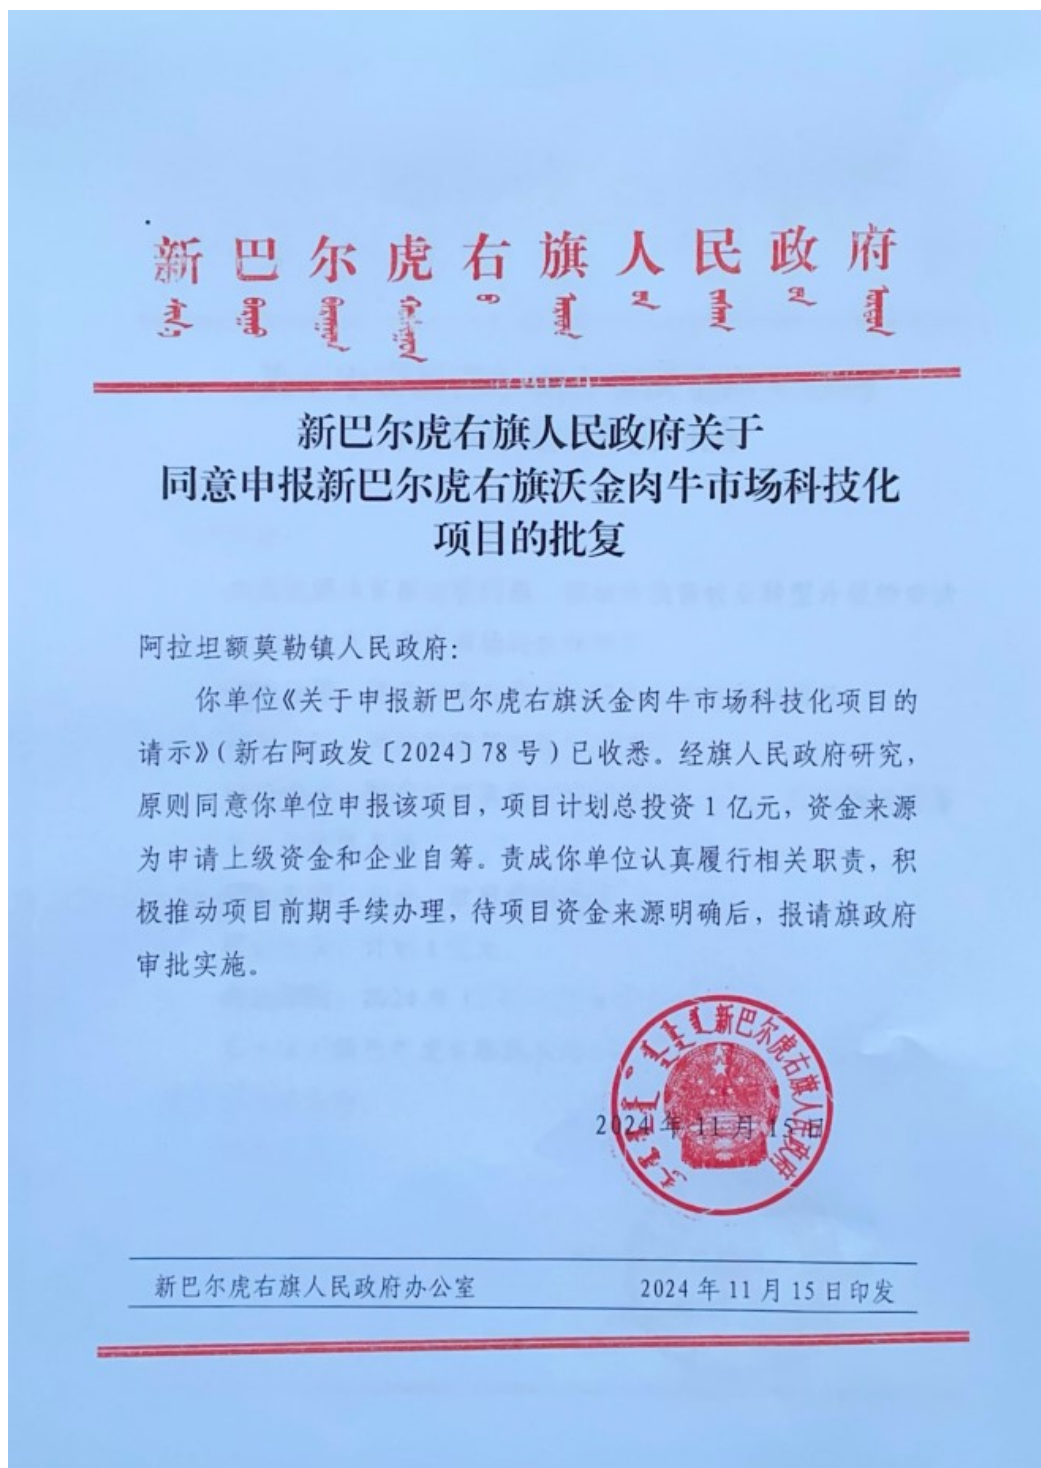 新巴尔虎右旗人民政府
新巴尔虎右旗人民政府关于
同意申报新巴尔虎右旗沃金肉牛市场科技化
项目的批复
阿拉坦额莫勒镇人民政府:
你单位《关于申报新巴尔虎右旗沃金肉牛市场科技化项目的
请示》(新右阿政发〔2024〕78号)已收悉。经旗人民政府研究,
原则同意你单位申报该项目,项目计划总投资1亿元,资金来源
为申请上级资金和企业自筹。责成你单位认真履行相关职责,积
极推动项目前期手续办理,待项目资金来源明确后,报请旗政府
审批实施。
新巴尔虎右旗人民政府
2024年11月15日
新巴尔虎右旗人民政府办公室 2024年11月15日印发